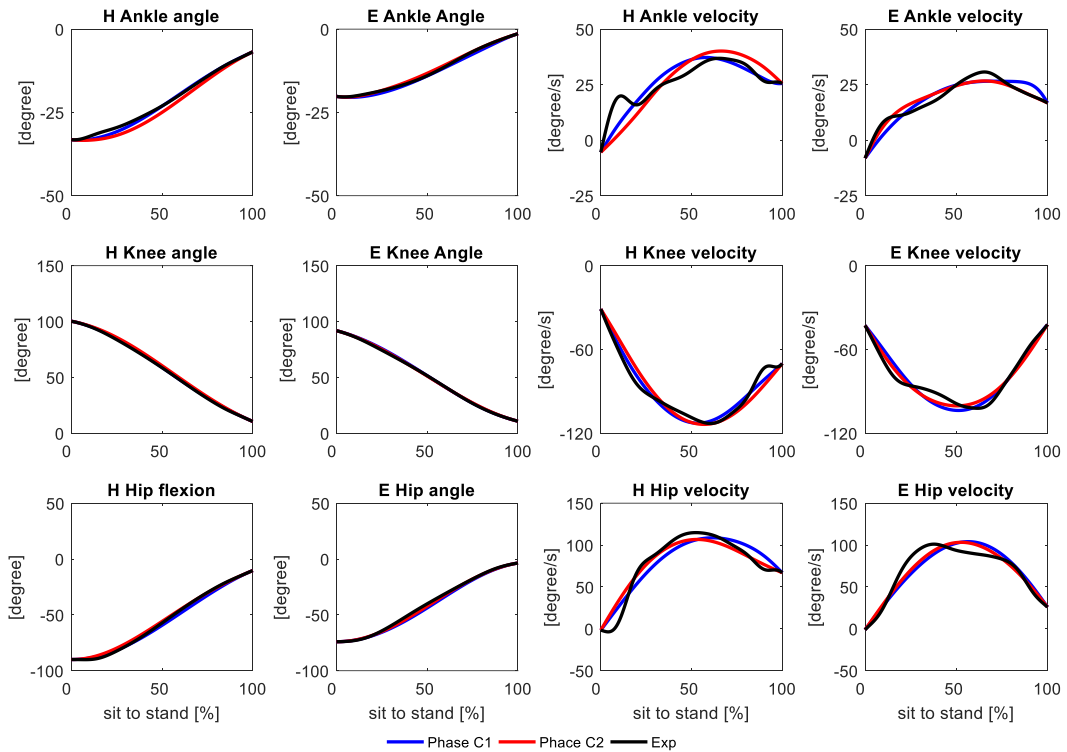 H Ankle angle
E Ankle Angle
H Ankle velocity
E Ankle velocity
[degree]
0
-25
-50
0 50 100
[degree]
0
-25
-50
0 50 100
[degree/s]
50
25
0
-25
0 50 100
[degree/s]
50
25
0
-25
0 50 100
H Knee angle
E Knee Angle
H Knee velocity
E Knee velocity
[degree]
150
100
50
0
0 50 100
[degree]
150
100
50
0
0 50 100
[degree/s]
0
-60
-120
0 50 100
[degree/s]
0
-60
-120
0 50 100
H Hip flexion
E Hip angle
H Hip velocity
E Hip velocity
[degree]
50
0
-50
-100
0 50 100
sit to stand [%]
[degree]
50
0
-50
-100
0 50 100
sit to stand [%]
[degree/s]
150
100
50
0
-50
0 50 100
sit to stand [%]
[degree/s]
150
100
50
0
-50
0 50 100
sit to stand [%]
Phase C1 Phace C2 Exp